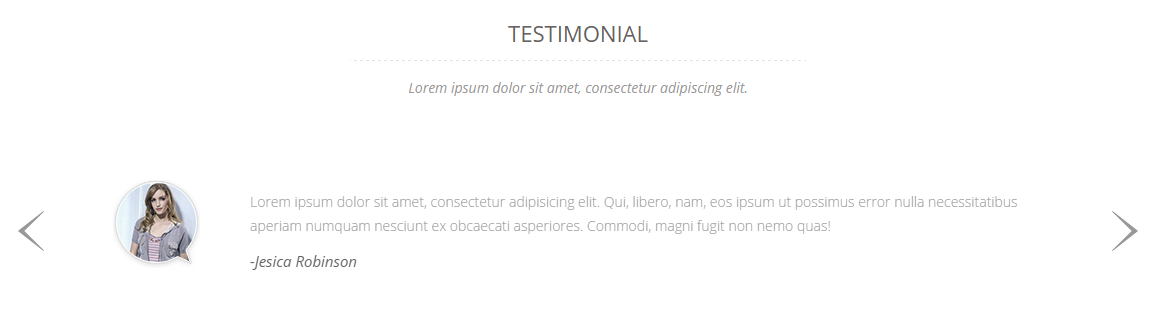 TESTIMONIAL
Lorem ipsum dolor sit amet, consectetur adipiscing elit.
Lorem ipsum dolor sit amet, consectetur adipisicing elit. Qui, libero, nam, eos ipsum ut possimus error nulla necessitatibus
aperiam numquam nesciunt ex obcaecati asperiores. Commodi, magni fugit non nemo quas!
-Jesica Robinson